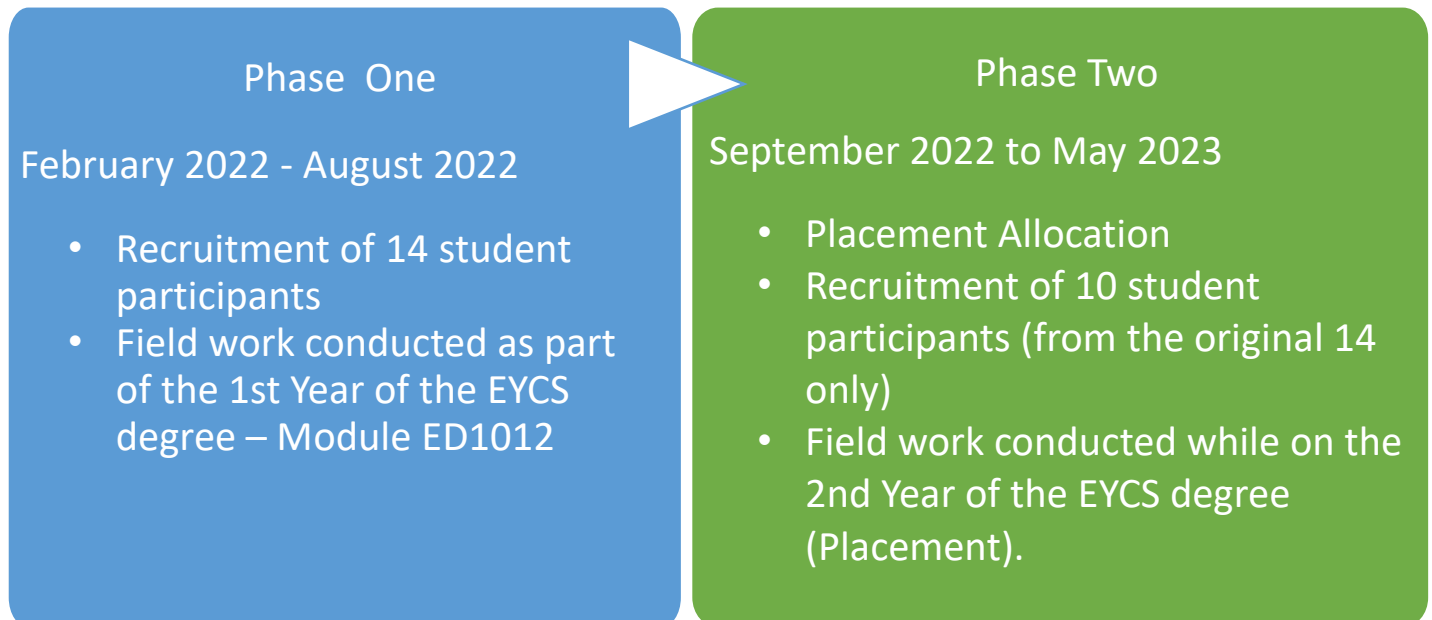 Phase One
February 2022 - August 2022
• Recruitment of 14 student
participants
• Field work conducted as part
of the 1st Year of the EYCS
degree – Module ED1012
Phase Two
September 2022 to May 2023
• Placement Allocation
• Recruitment of 10 student
participants (from the original 14
only)
• Field work conducted while on the
2nd Year of the EYCS degree
(Placement).